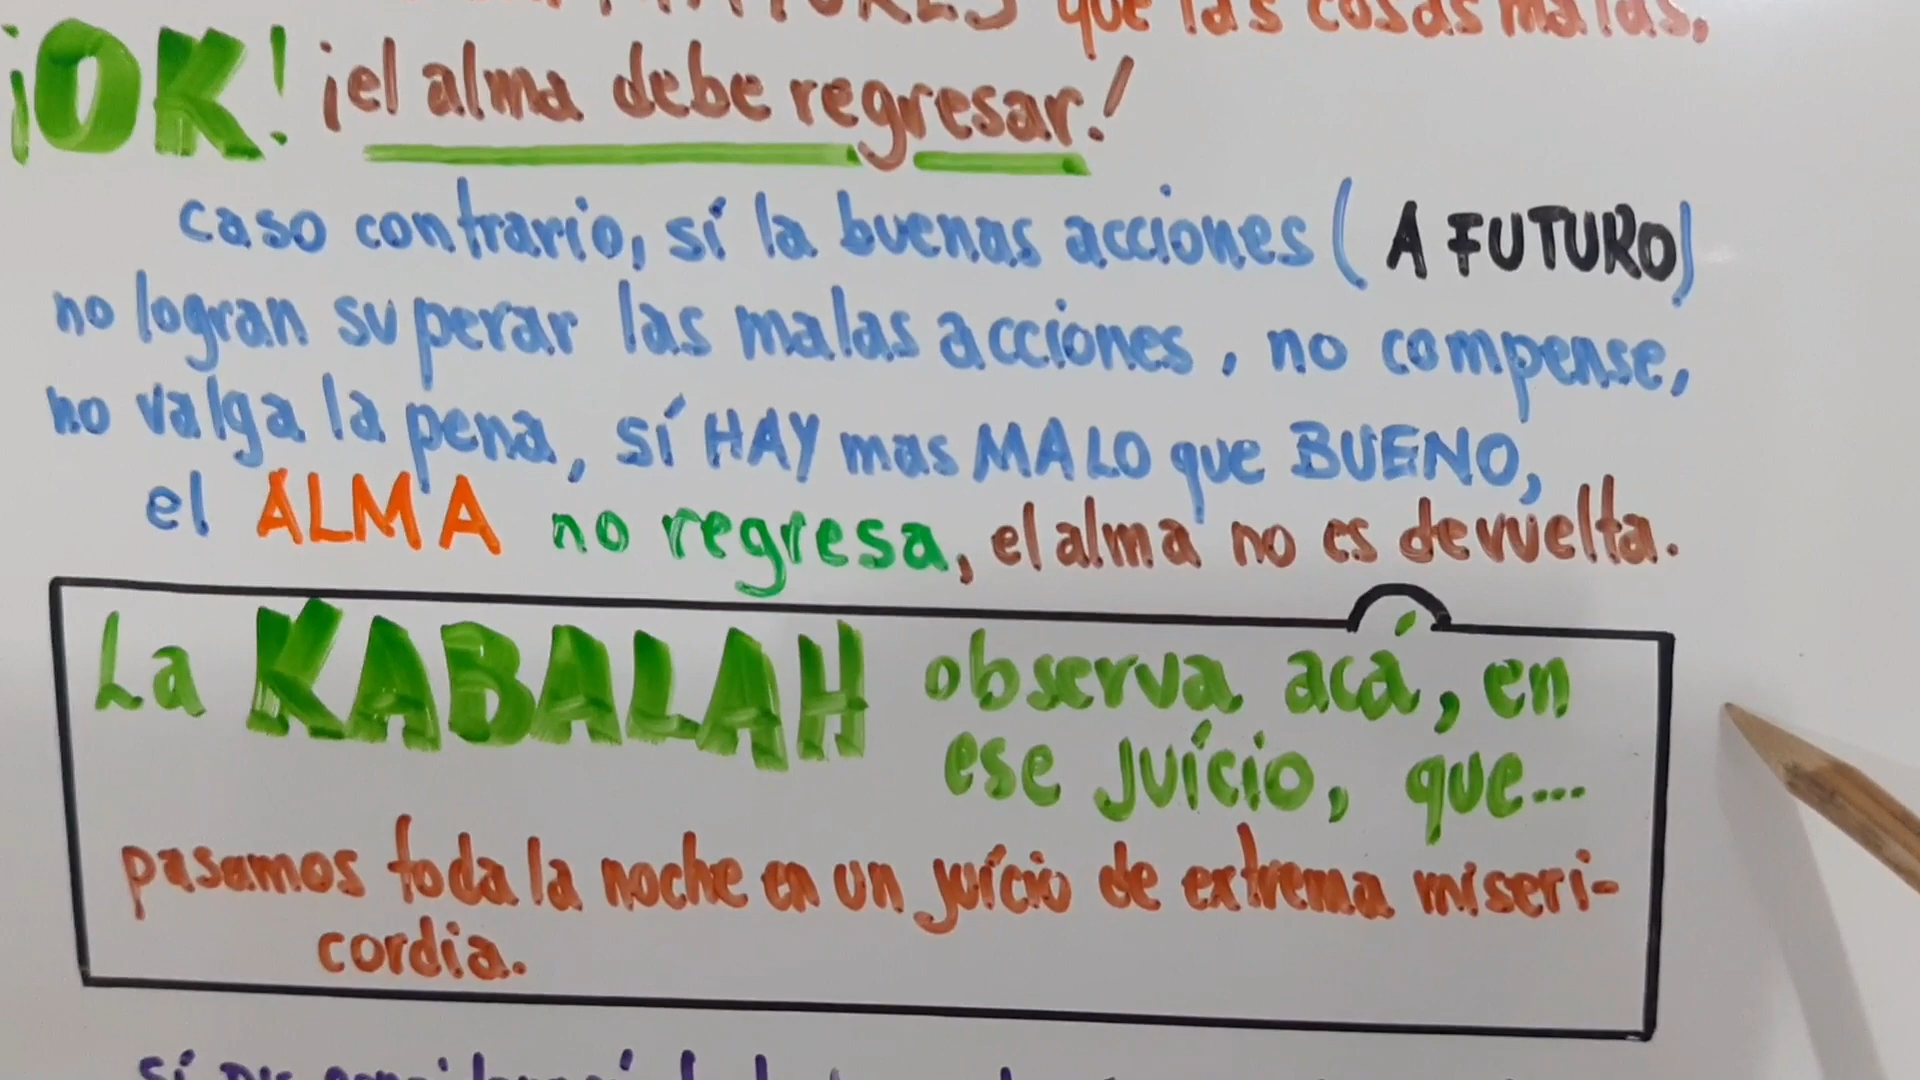 que las cosas malas.
¡OK! ¡el alma debe regresar!
caso contrario, sí la buenas acciones (A FUTURO)
no logran superar las malas acciones, no compense,
no valga la pena, sí HAY mas MALO que BUENO,
el ALMA no regresa, el alma no es devuelta.
La KABALAH observa acá, en
ese juício, que...
pasamos toda la noche en un juício de extrema miseri-
cordia.